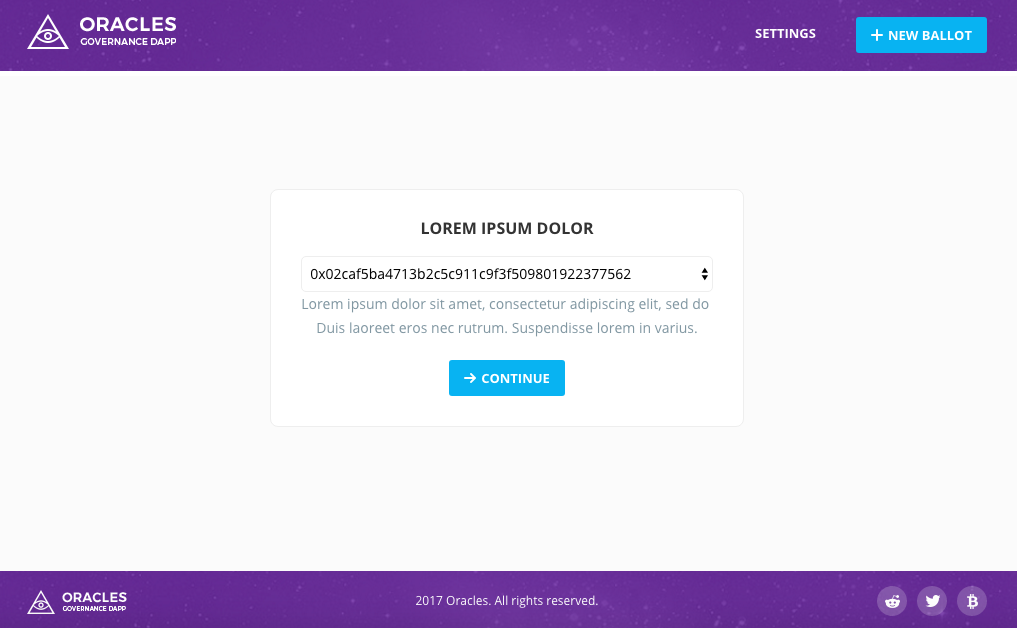 ORACLES
GOVERNANCE DAPP
SETTINGS
NEW BALLOT
LOREM IPSUM DOLOR
0x02caf5ba4713b2c5c911c9f3f509801922377562
Lorem ipsum dolor sit amet, consectetur adipiscing elit, sed do
Duis laoreet eros nec rutrum. Suspendisse lorem in varius.
CONTINUE
ORACLES
GOVERNANCE DAPP
2017 Oracles. All rights reserved.